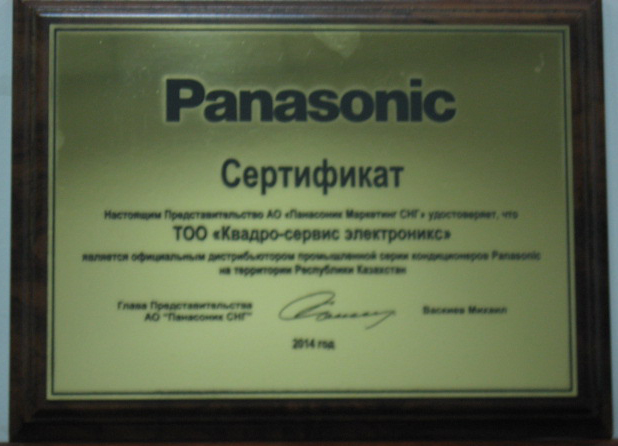 Panasonic
Сертификат
Настоящим Представительство АО «Панасоник Маркетинг СНГ» удостоверяет, что
ТОО «Квадро-сервис электроникс»
является официальным дистрибьютором промышленной серии кондиционеров Panasonic
на территории Республики Казахстан
Глава Представительства
АО "Панасоник СНГ"
Михаил
2014 год